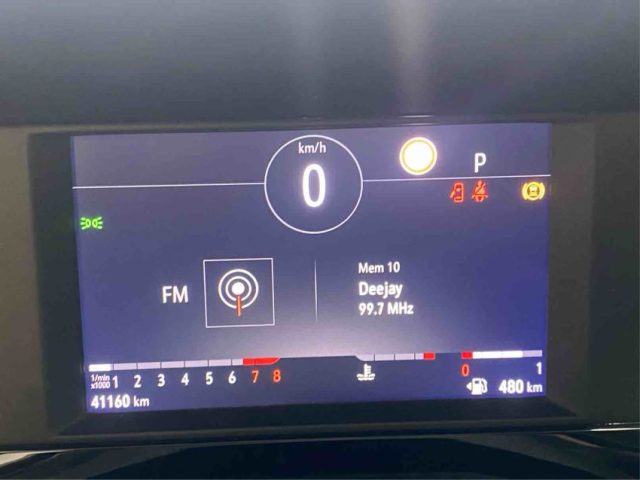 km/h
0
P
Mem 10
FM
Deejay
99.7 MHz
1/min
x1000
1 2 3 4 5 6 7 8
0 1
41160 km
480 km